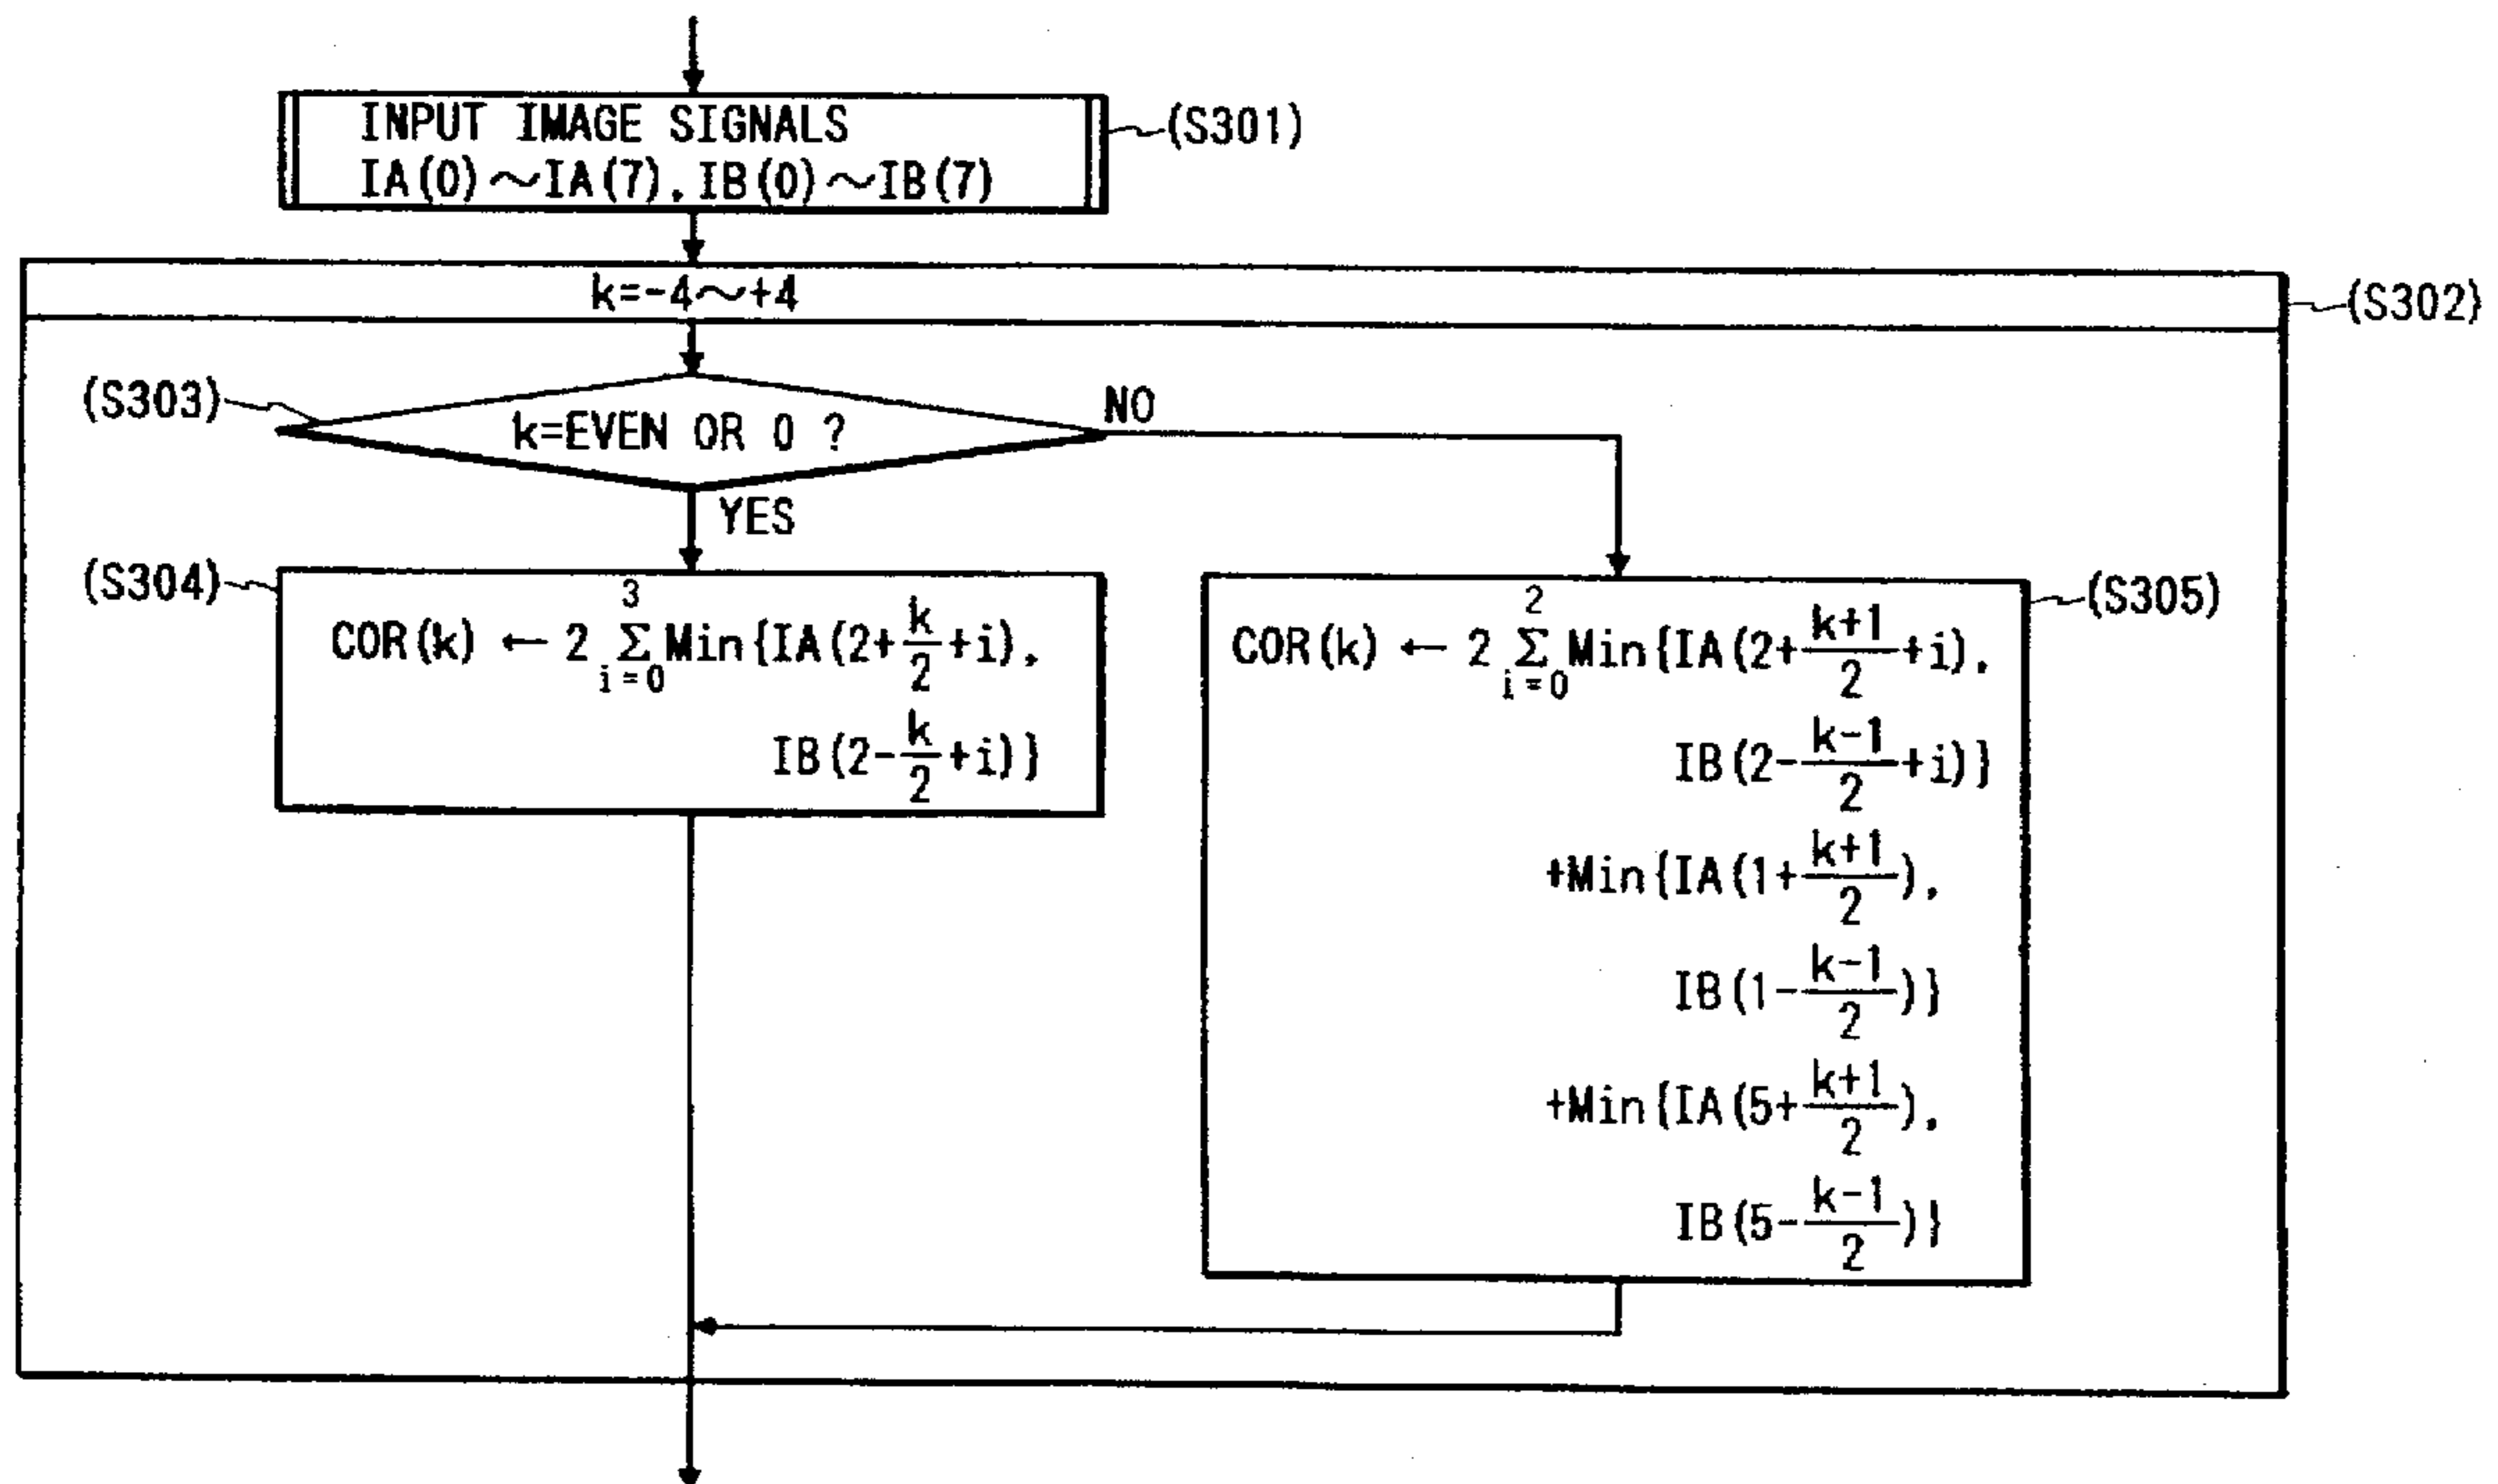 INPUT IMAGE SIGNALS
IA(0)〜IA(7), IB(0)〜IB(7)
(S301)
k=-4〜+4
(S302)
(S303)
k=EVEN OR 0 ?
NO
YES
(S304)
COR(k) ← 2 Σ_{i=0}^{3} Min{IA(2+k/2+i),
IB(2-k/2+i)}
(S305)
COR(k) ← 2 Σ_{i=0}^{2} Min{IA(2+(k+1)/2+i),
IB(2-(k-1)/2+i)}
+Min{IA(1+(k+1)/2),
IB(1-(k-1)/2)}
+Min{IA(5+(k+1)/2),
IB(5-(k-1)/2)}